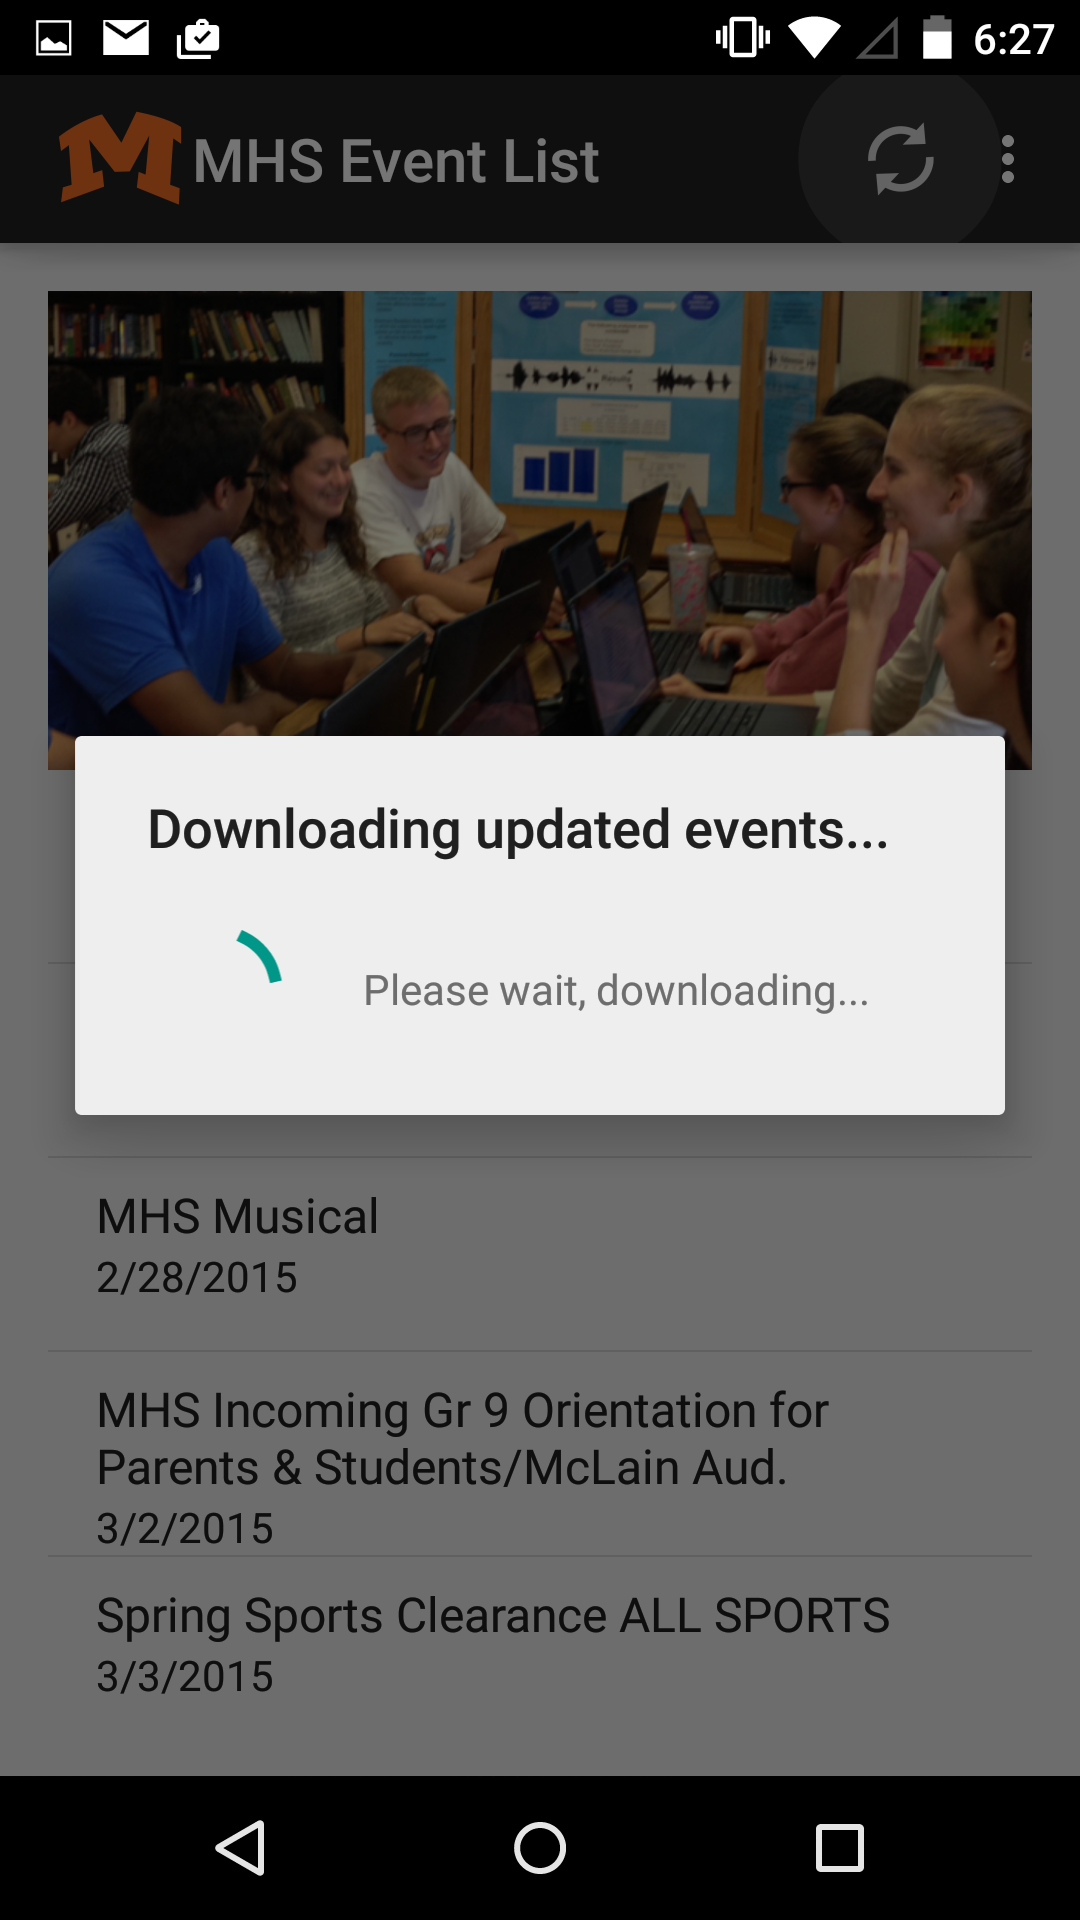 6:27
M MHS Event List
Results
Downloading updated events...
Please wait, downloading...
MHS Musical
2/28/2015
MHS Incoming Gr 9 Orientation for
Parents & Students/McLain Aud.
3/2/2015
Spring Sports Clearance ALL SPORTS
3/3/2015